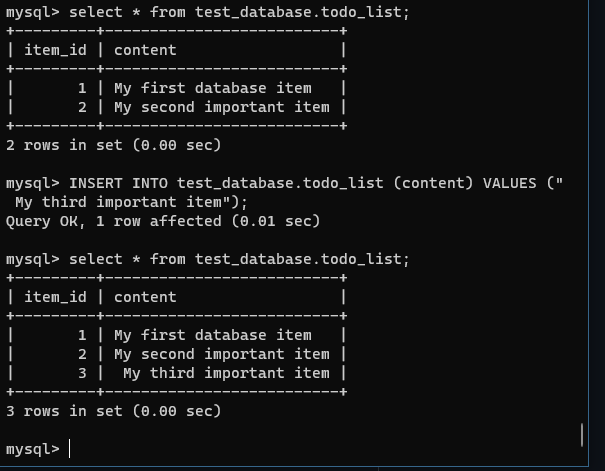 mysql> select * from test_database.todo_list;
+---------+--------------------------+
| item_id | content                  |
+---------+--------------------------+
|       1 | My first database item   |
|       2 | My second important item |
+---------+--------------------------+
2 rows in set (0.00 sec)

mysql> INSERT INTO test_database.todo_list (content) VALUES ("
 My third important item");
Query OK, 1 row affected (0.01 sec)

mysql> select * from test_database.todo_list;
+---------+--------------------------+
| item_id | content                  |
+---------+--------------------------+
|       1 | My first database item   |
|       2 | My second important item |
|       3 |  My third important item |
+---------+--------------------------+
3 rows in set (0.00 sec)

mysql>